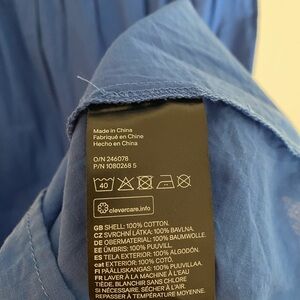 Made in China
Fabriqué en Chine
Hecho en China
O/N 246078
P/N 1080268 5
40
clevercare.info
GB SHELL: 100% COTTON.
CZ SVRCHNÍ LÁTKA: 100% BAVLNA.
DE OBERMATERIAL: 100% BAUMWOLLE.
EE ÜMBRIS: 100% PUUVILL.
ES TELA EXTERIOR: 100% ALGODÓN.
cat EXTERIOR: 100% COTÓ.
FI PÄÄLLISKANGAS: 100% PUUVILLA.
FR LAVER À LA MACHINE À L'EAU
TIÈDE, BLANCHIR SANS CHLORE
SI NÉCESSAIRE, SÉCHER À L'AIR.
REPASSER À TEMPÉRATURE MOYENNE.